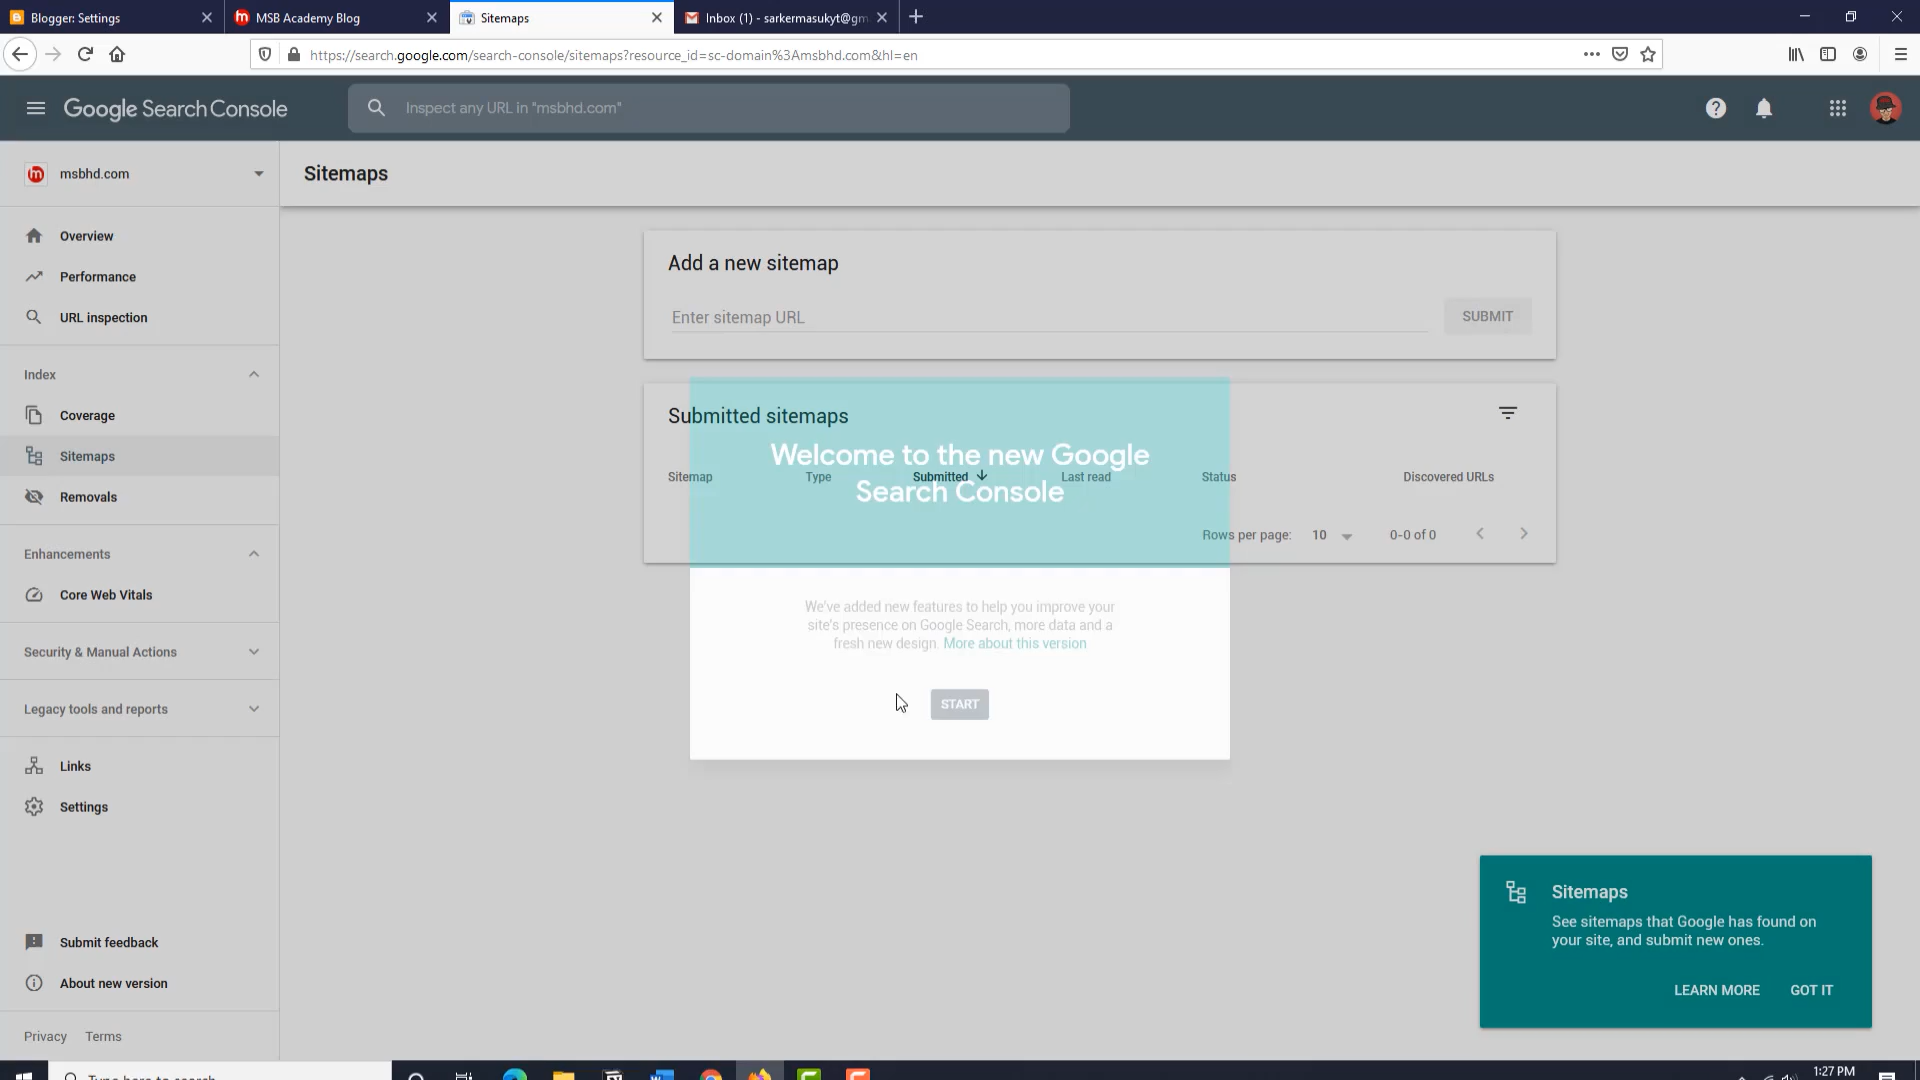 Blogger: Settings
MSB Academy Blog
Sitemaps
Inbox (1) - sarkermasukyt@gm
https://search.google.com/search-console/sitemaps?resource_id=sc-domain%3Amsbhd.com&hl=en
Google Search Console
Inspect any URL in "msbhd.com"
msbhd.com
Sitemaps
Overview
Performance
URL inspection
Index
Coverage
Sitemaps
Removals
Enhancements
Core Web Vitals
Security & Manual Actions
Legacy tools and reports
Links
Settings
Submit feedback
About new version
Privacy Terms
Add a new sitemap
Enter sitemap URL
SUBMIT
Submitted sitemaps
Sitemap Type Submitted Last read Status Discovered URLs
Rows per page: 10 0-0 of 0
Welcome to the new Google
Search Console
We've added new features to help you improve your
site's presence on Google Search, more data and a
fresh new design. More about this version
START
Sitemaps
See sitemaps that Google has found on
your site, and submit new ones.
LEARN MORE GOT IT
Type here to search
1:27 PM